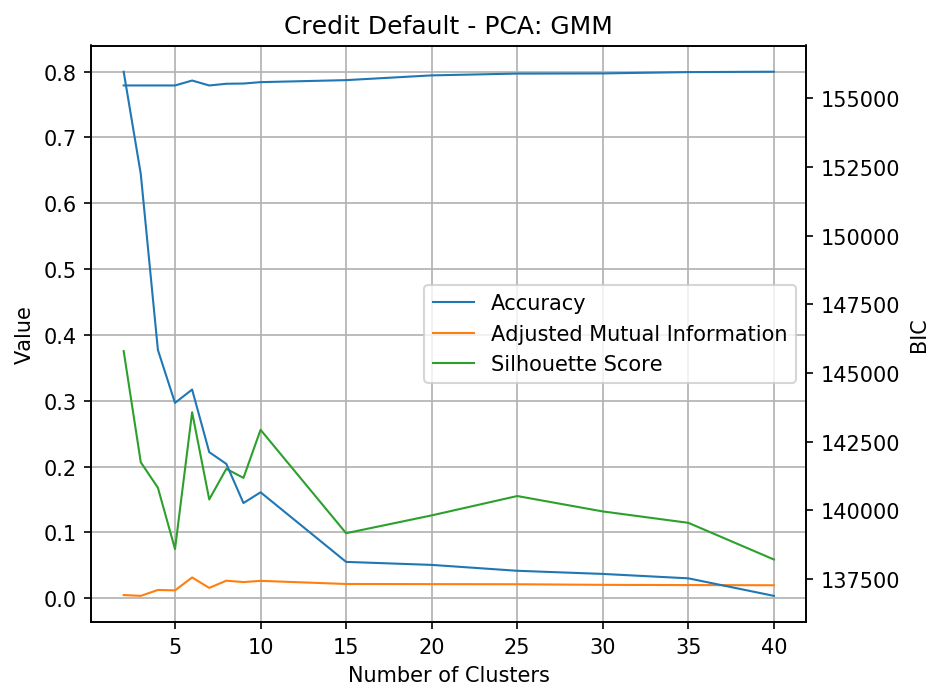 Credit Default - PCA: GMM
Value
0.8
0.7
0.6
0.5
0.4
0.3
0.2
0.1
0.0
Accuracy
Adjusted Mutual Information
Silhouette Score
155000
152500
150000
147500
145000
142500
140000
137500
BIC
5 10 15 20 25 30 35 40
Number of Clusters